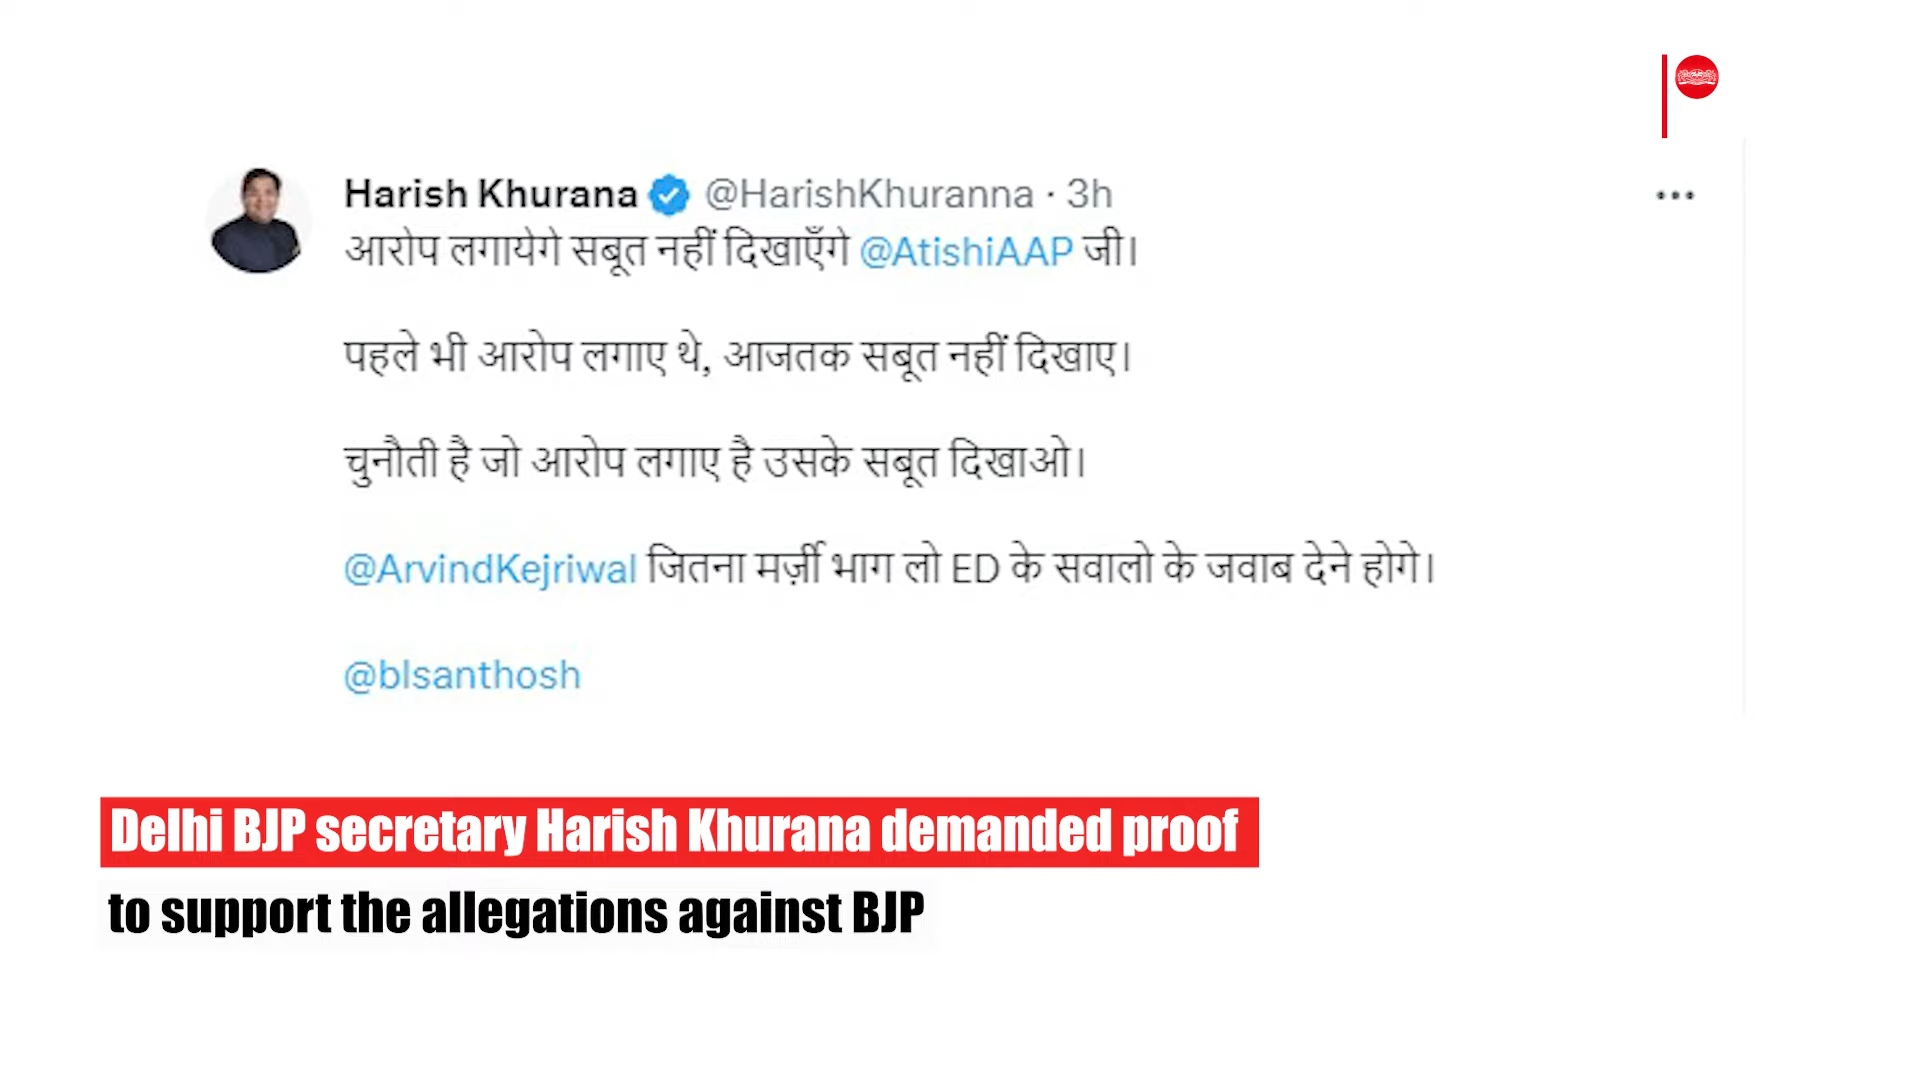 Harish Khurana @HarishKhuranna · 3h
आरोप लगायेगे सबूत नहीं दिखाएँगे @AtishiAAP जी।
पहले भी आरोप लगाए थे, आजतक सबूत नहीं दिखाए।
चुनौती है जो आरोप लगाए है उसके सबूत दिखाओ।
@ArvindKejriwal जितना मर्ज़ी भाग लो ED के सवालो के जवाब देने होगे।
@blsanthosh
Delhi BJP secretary Harish Khurana demanded proof
to support the allegations against BJP